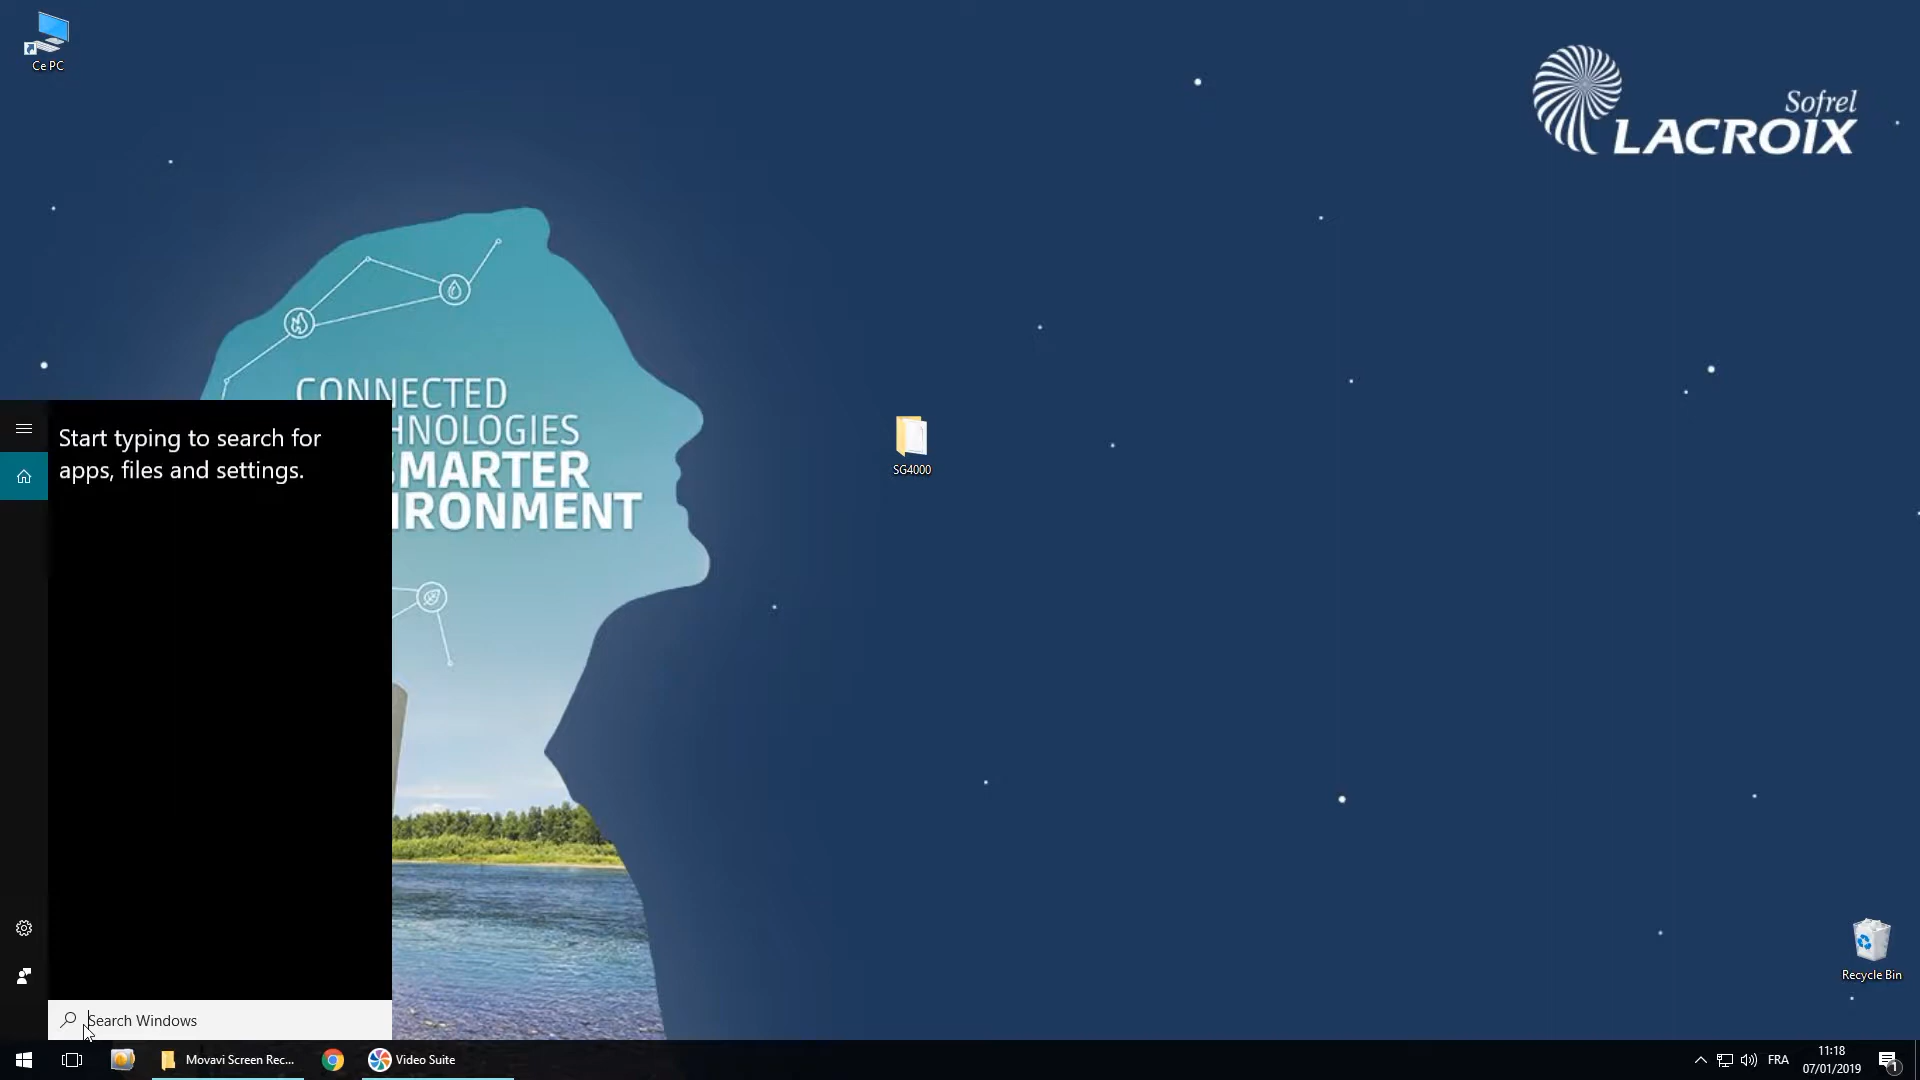 Ce PC
Sofrel
LACROIX
CONNECTED
HNOLOGIES
SMARTER
IRONMENT
Start typing to search for
apps, files and settings.
SG4000
Recycle Bin
Search Windows
Movavi Screen Rec...
Video Suite
FRA
11:18
07/01/2019
1